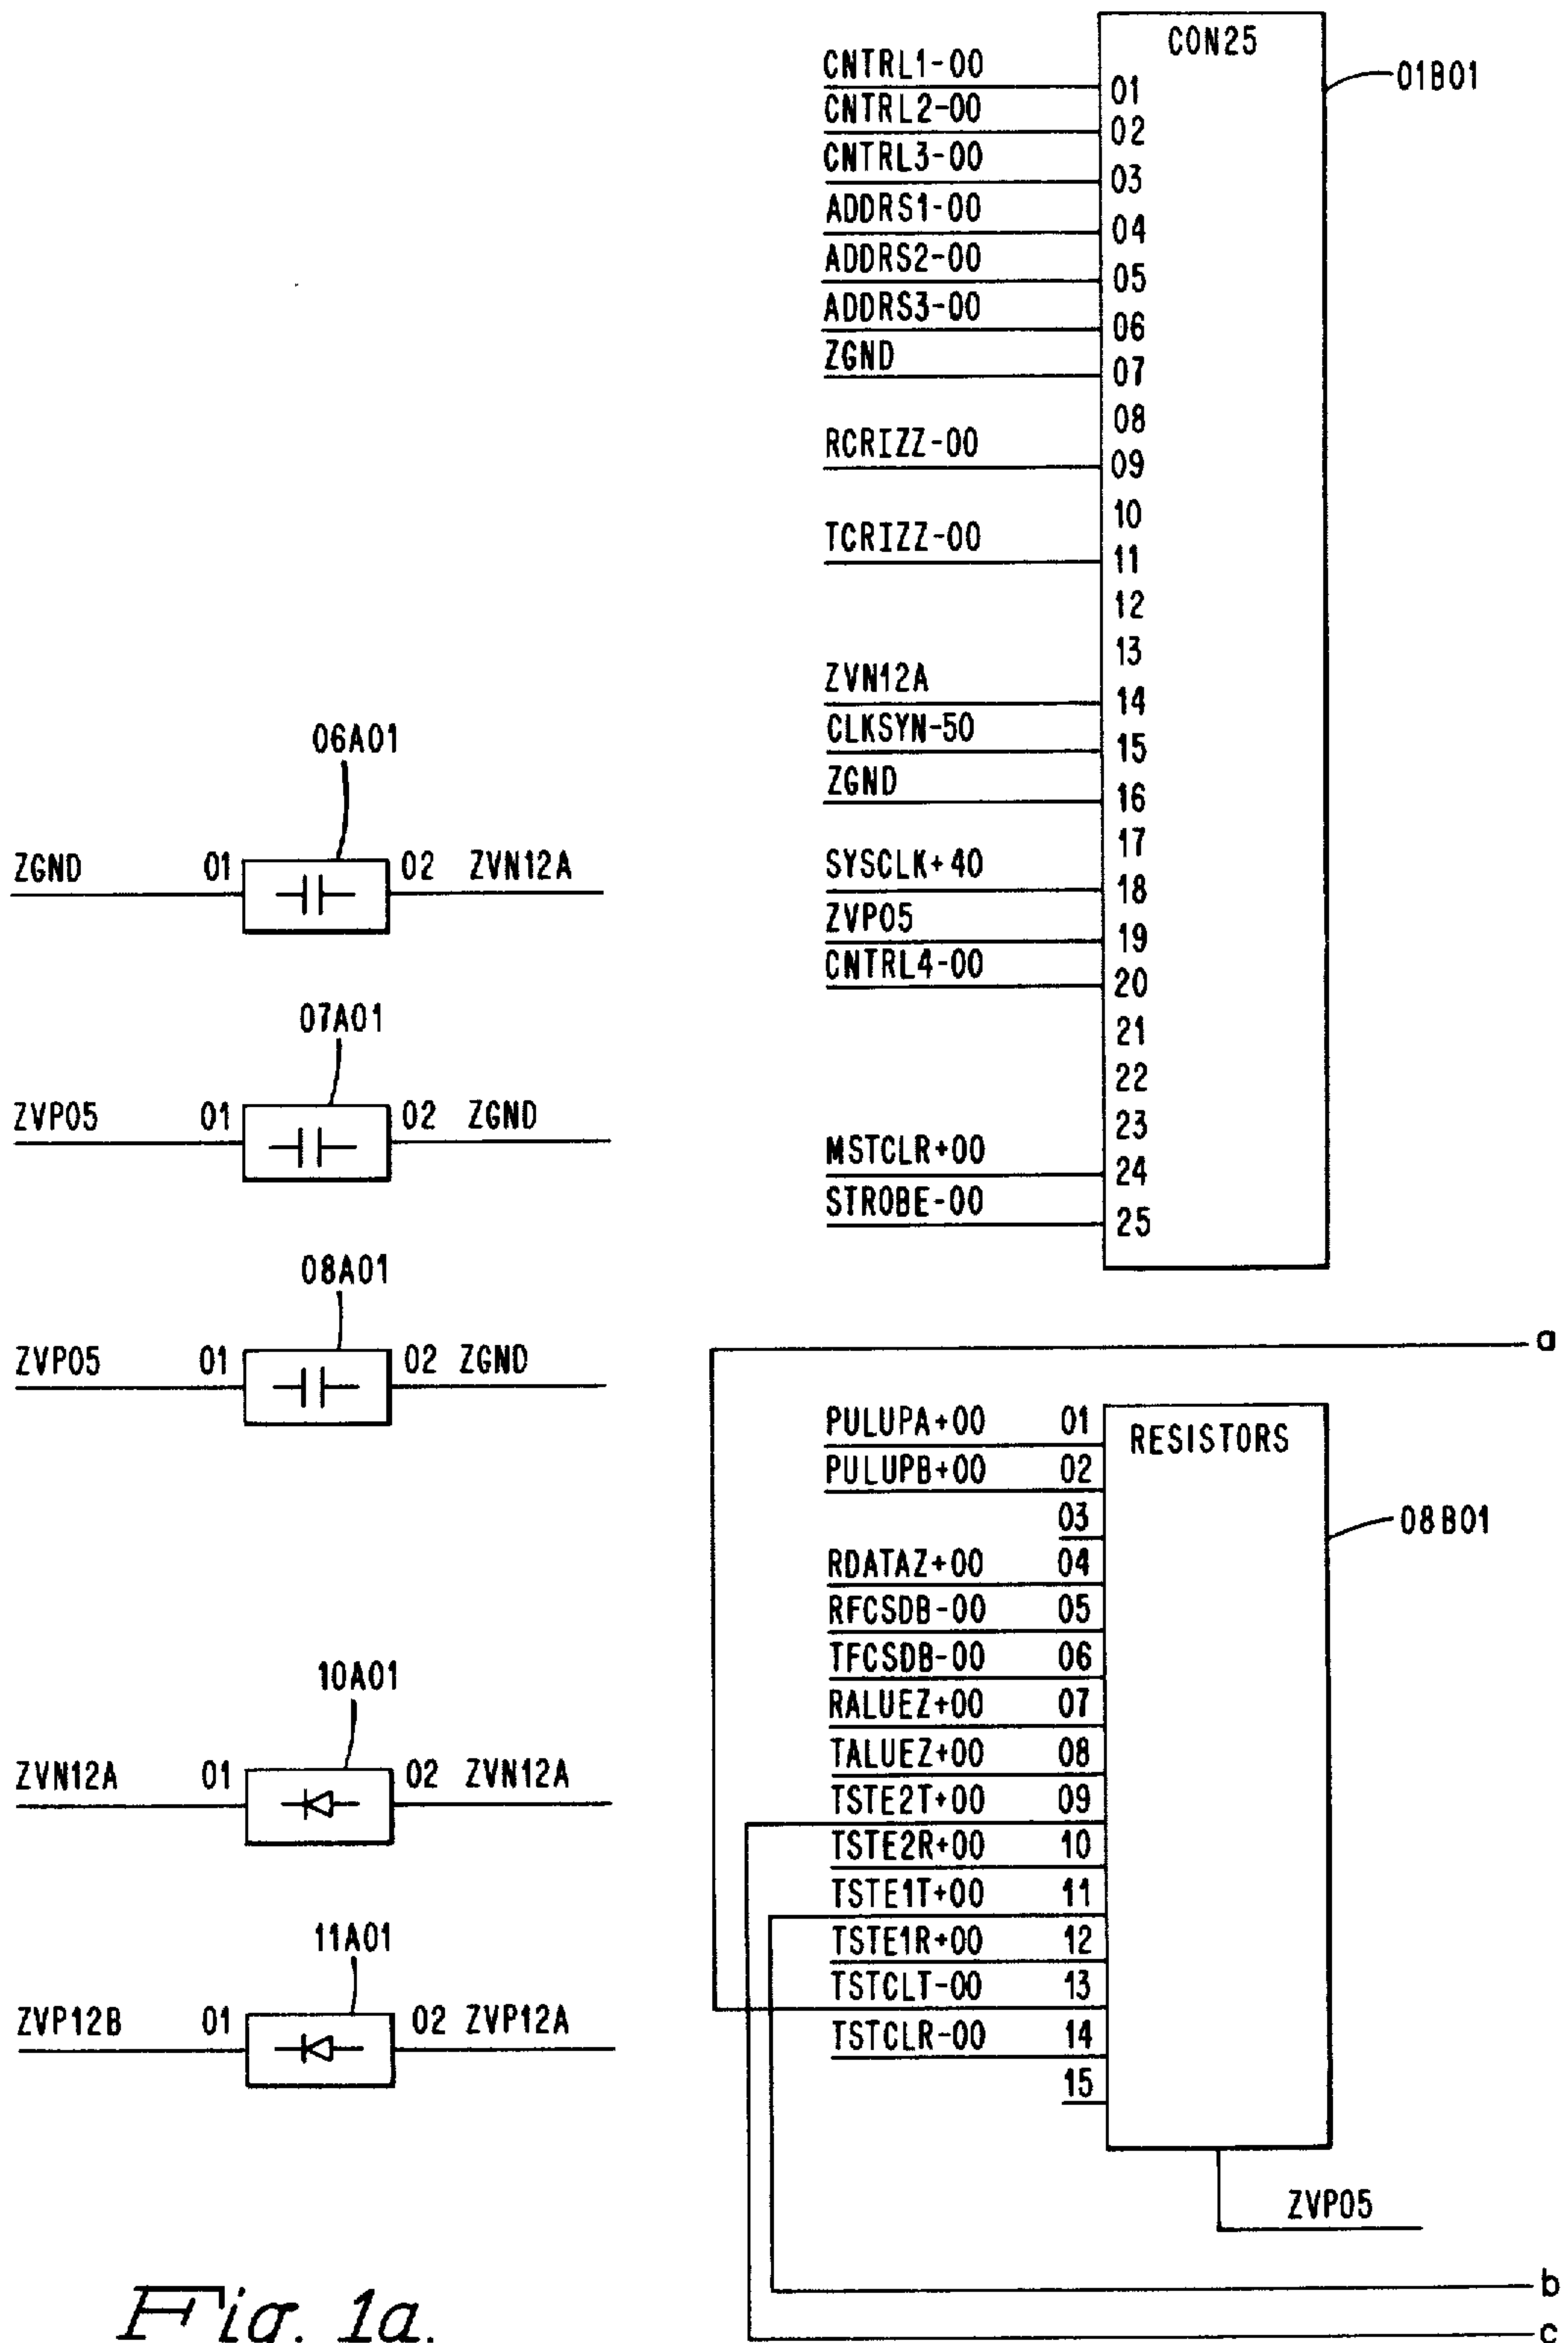 CON25
01B01
CNTRL1-00 01
CNTRL2-00 02
CNTRL3-00 03
ADDRS1-00 04
ADDRS2-00 05
ADDRS3-00 06
ZGND 07
08
RCRIZZ-00 09
10
TCRIZZ-00 11
12
13
ZVN12A 14
CLKSYN-50 15
ZGND 16
17
SYSCLK+40 18
ZVP05 19
CNTRL4-00 20
21
22
23
MSTCLR+00 24
STROBE-00 25
06A01
ZGND 01 02 ZVN12A
07A01
ZVP05 01 02 ZGND
08A01
ZVP05 01 02 ZGND
10A01
ZVN12A 01 02 ZVN12A
11A01
ZVP12B 01 02 ZVP12A
a
RESISTORS
08B01
PULUPA+00 01
PULUPB+00 02
03
RDATAZ+00 04
RFCSDB-00 05
TFCSDB-00 06
RALUEZ+00 07
TALUEZ+00 08
TSTE2T+00 09
TSTE2R+00 10
TSTE1T+00 11
TSTE1R+00 12
TSTCLT-00 13
TSTCLR-00 14
15
ZVP05
b
c
Fig. 1a.